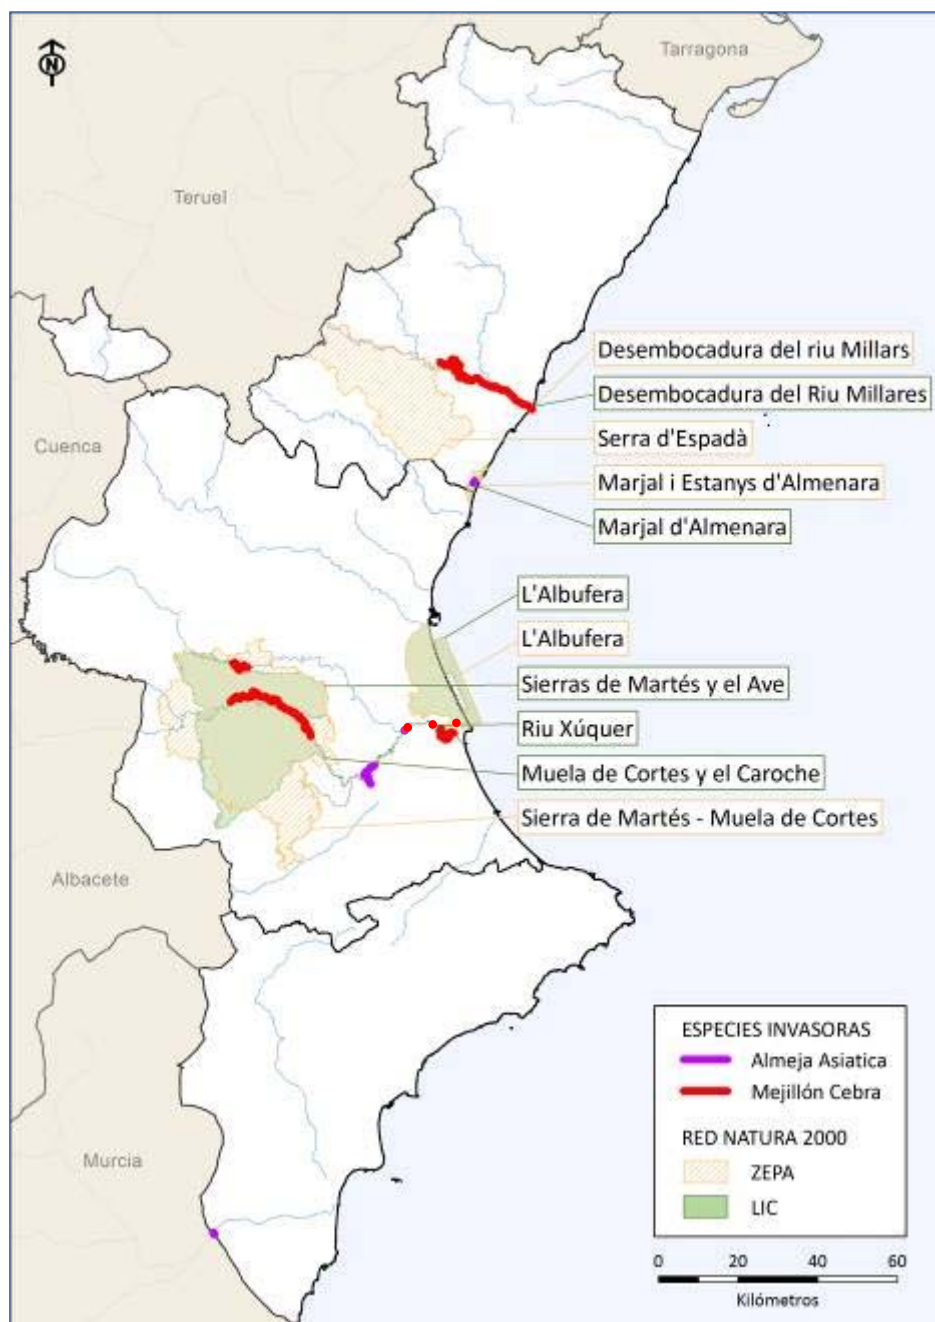 N
Tarragona
Teruel
Cuenca
Desembocadura del riu Millars
Desembocadura del Riu Millares
Serra d'Espadà
Marjal i Estanys d'Almenara
Marjal d'Almenara
L'Albufera
L'Albufera
Sierras de Martés y el Ave
Riu Xúquer
Muela de Cortes y el Caroche
Sierra de Martés - Muela de Cortes
Albacete
Murcia
ESPECIES INVASORAS
Almeja Asiatica
Mejillón Cebra
RED NATURA 2000
ZEPA
LIC
0 20 40 60
Kilómetros